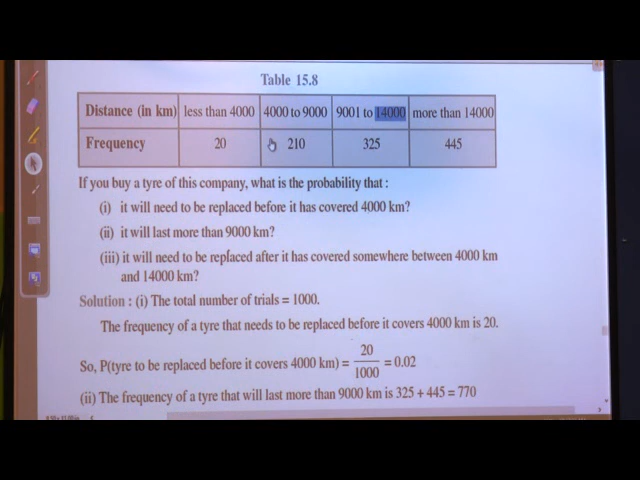 Table 15.8
Distance (in km) less than 4000 4000 to 9000 9001 to 14000 more than 14000
Frequency 20 210 325 445
If you buy a tyre of this company, what is the probability that :
(i) it will need to be replaced before it has covered 4000 km?
(ii) it will last more than 9000 km?
(iii) it will need to be replaced after it has covered somewhere between 4000 km
and 14000 km?
Solution : (i) The total number of trials = 1000.
The frequency of a tyre that needs to be replaced before it covers 4000 km is 20.
So, P(tyre to be replaced before it covers 4000 km) = 20/1000 = 0.02
(ii) The frequency of a tyre that will last more than 9000 km is 325 + 445 = 770